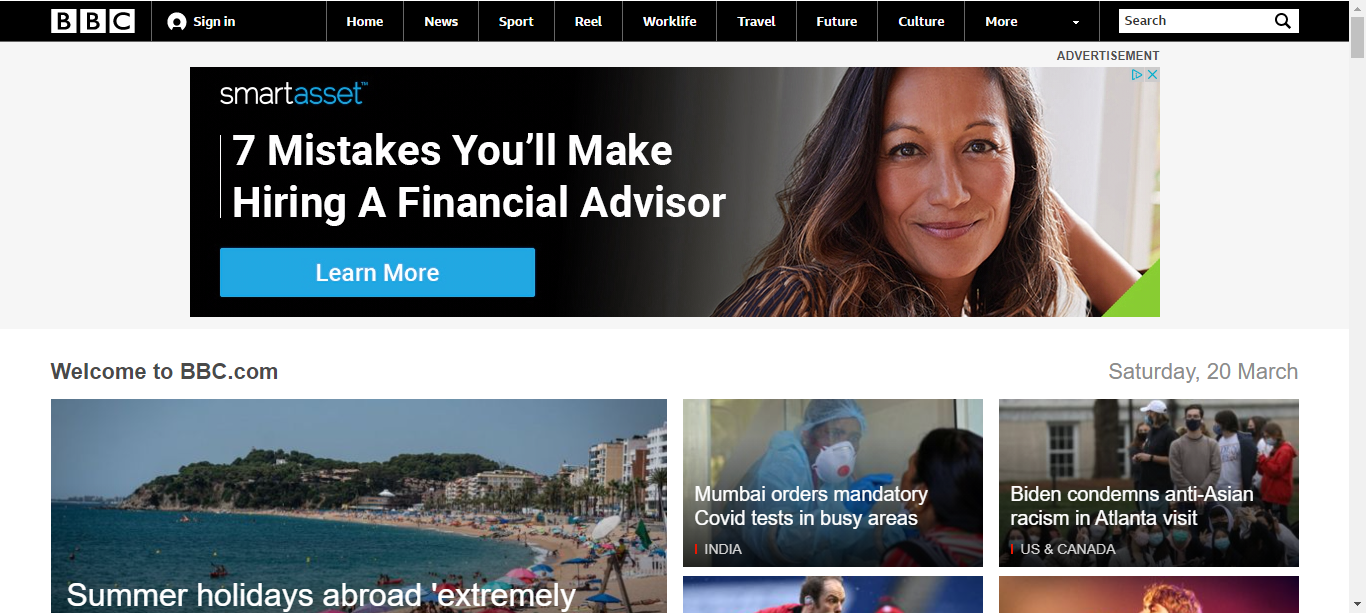 BBC
Sign in
Home
News
Sport
Reel
Worklife
Travel
Future
Culture
More
Search
ADVERTISEMENT
smartasset™
7 Mistakes You’ll Make
Hiring A Financial Advisor
Learn More
Welcome to BBC.com
Saturday, 20 March
Summer holidays abroad 'extremely
Mumbai orders mandatory
Covid tests in busy areas
INDIA
Biden condemns anti-Asian
racism in Atlanta visit
US & CANADA